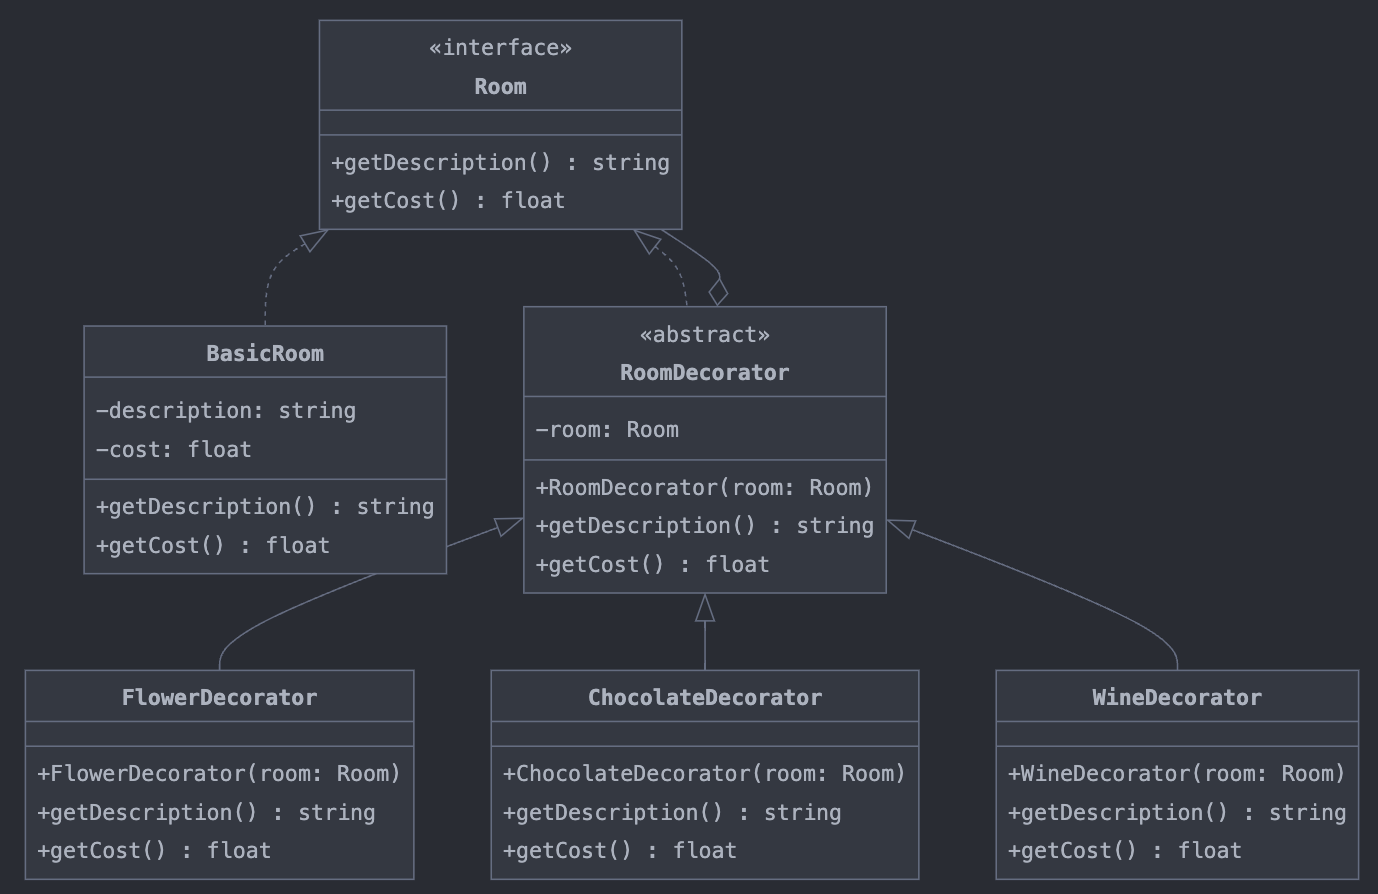 «interface»
Room
+getDescription() : string
+getCost() : float
BasicRoom
−description: string
−cost: float
+getDescription() : string
+getCost() : float
«abstract»
RoomDecorator
−room: Room
+RoomDecorator(room: Room)
+getDescription() : string
+getCost() : float
FlowerDecorator
+FlowerDecorator(room: Room)
+getDescription() : string
+getCost() : float
ChocolateDecorator
+ChocolateDecorator(room: Room)
+getDescription() : string
+getCost() : float
WineDecorator
+WineDecorator(room: Room)
+getDescription() : string
+getCost() : float